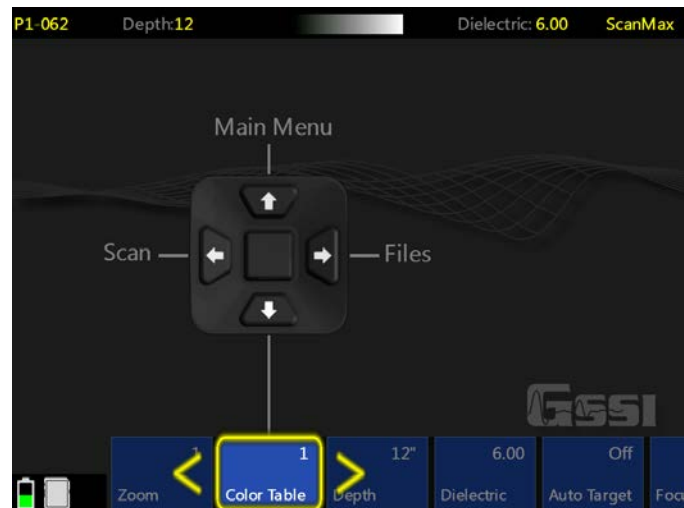 P1-062 Depth:12 Dielectric: 6.00 ScanMax
Main Menu
Scan
Files
GSSI
1 1 12" 6.00 Off
Zoom Color Table Depth Dielectric Auto Target Focu